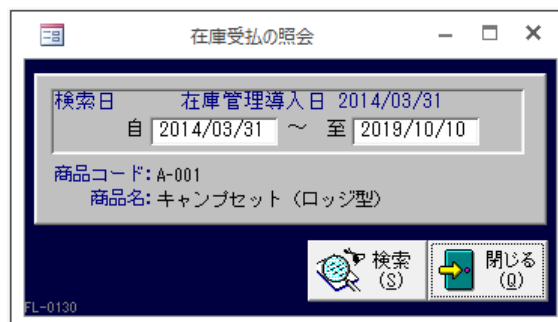 在庫受払の照会
検索日 在庫管理導入日 2014/03/31
自 2014/03/31 ～ 至 2019/10/10
商品コード: A-001
商品名: キャンプセット（ロッジ型）
検索
(S)
閉じる
(Q)
FL-0130